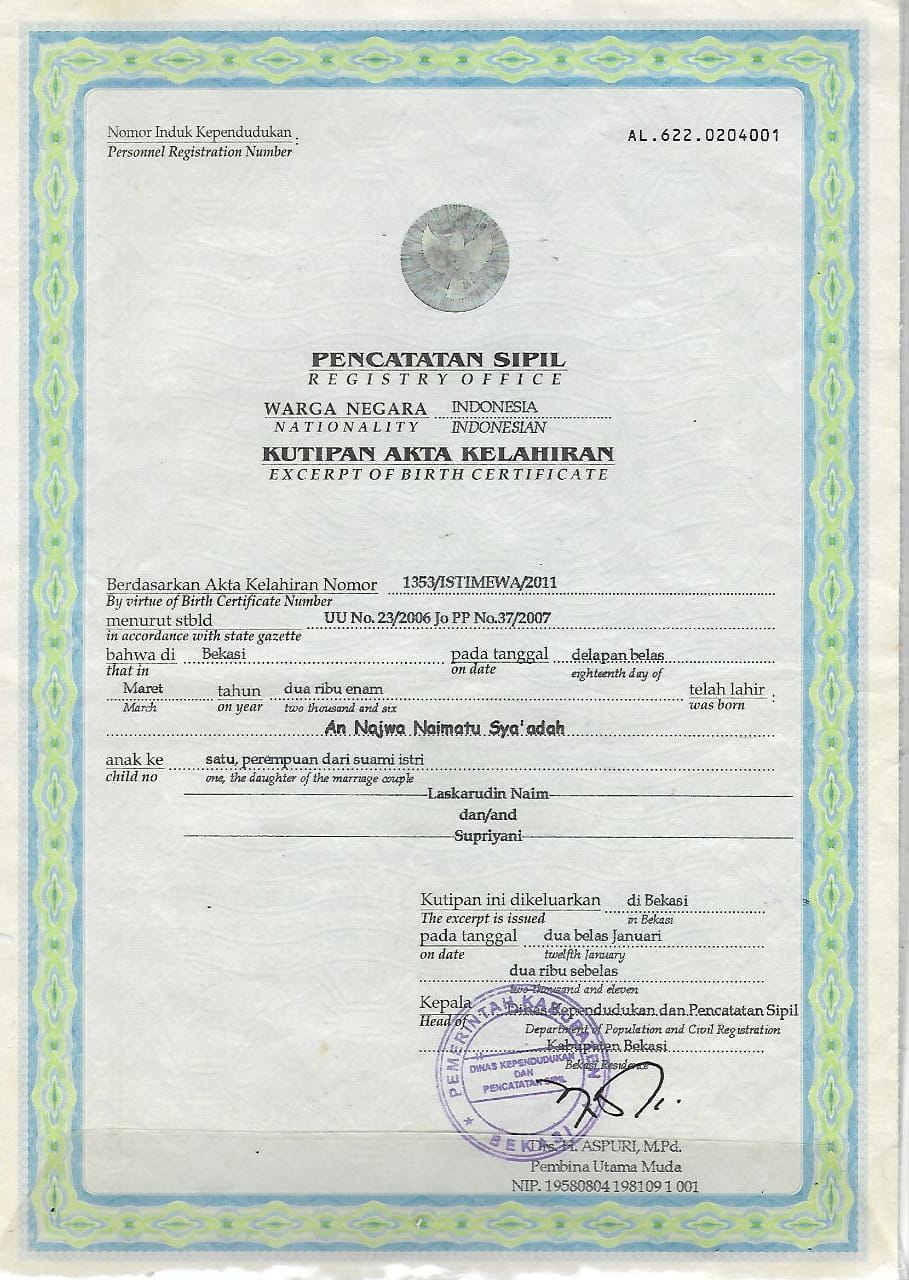 Nomor Induk Kependudukan :
Personnel Registration Number
AL.622.0204001
PENCATATAN SIPIL
REGISTRY OFFICE
WARGA NEGARA INDONESIA
NATIONALITY INDONESIAN
KUTIPAN AKTA KELAHIRAN
EXCERPT OF BIRTH CERTIFICATE
Berdasarkan Akta Kelahiran Nomor 1353/ISTIMEWA/2011
By virtue of Birth Certificate Number
menurut stbld UU No. 23/2006 Jo PP No.37/2007
in accordance with state gazette
bahwa di Bekasi pada tanggal delapan belas
that in on date eighteenth day of
Maret tahun dua ribu enam telah lahir :
March on year two thousand and six was born
An Najwa Naimatu Sya'adah
anak ke satu, perempuan dari suami istri
child no one, the daughter of the marriage couple
Laskarudin Naim
dan/and
Supriyani
Kutipan ini dikeluarkan di Bekasi
The excerpt is issued in Bekasi
pada tanggal dua belas Januari
on date twelfth January
dua ribu sebelas
two thousand and eleven
Kepala Dinas Kependudukan dan Pencatatan Sipil
Head of Department of Population and Civil Registration
Kabupaten Bekasi
Bekasi Residence
PEMERINTAH KABUPATEN
DINAS KEPENDUDUKAN
DAN
PENCATATAN SIPIL
BEKASI
Drs. H. ASPURI, M.Pd.
Pembina Utama Muda
NIP. 19580804 198109 1 001